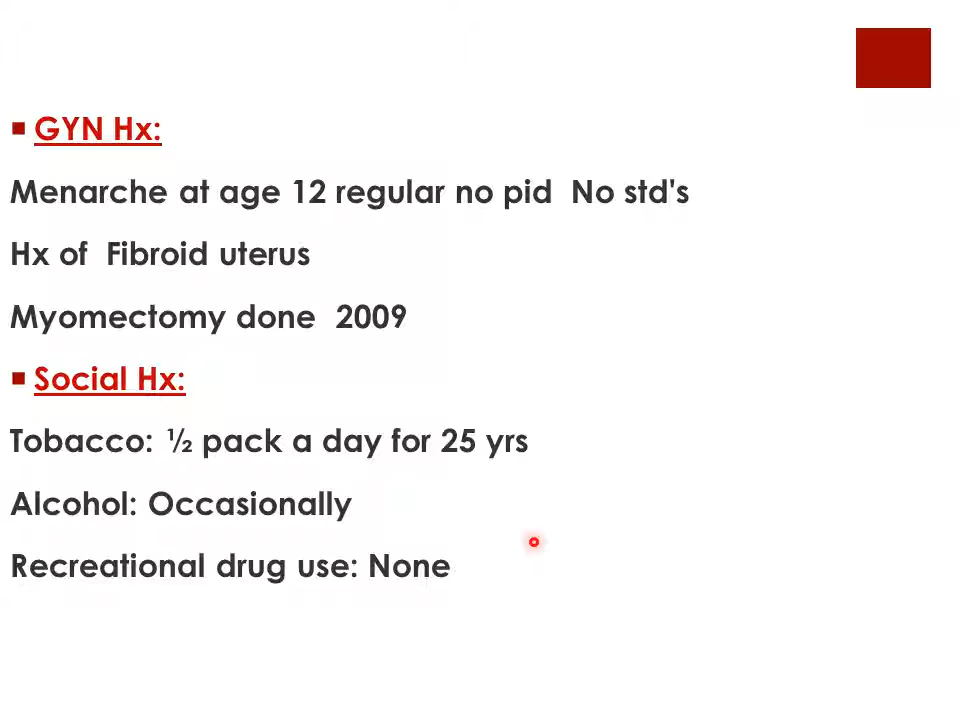 GYN Hx:
Menarche at age 12 regular no pid  No std's
Hx of  Fibroid uterus
Myomectomy done  2009
Social Hx:
Tobacco: ½ pack a day for 25 yrs
Alcohol: Occasionally
Recreational drug use: None